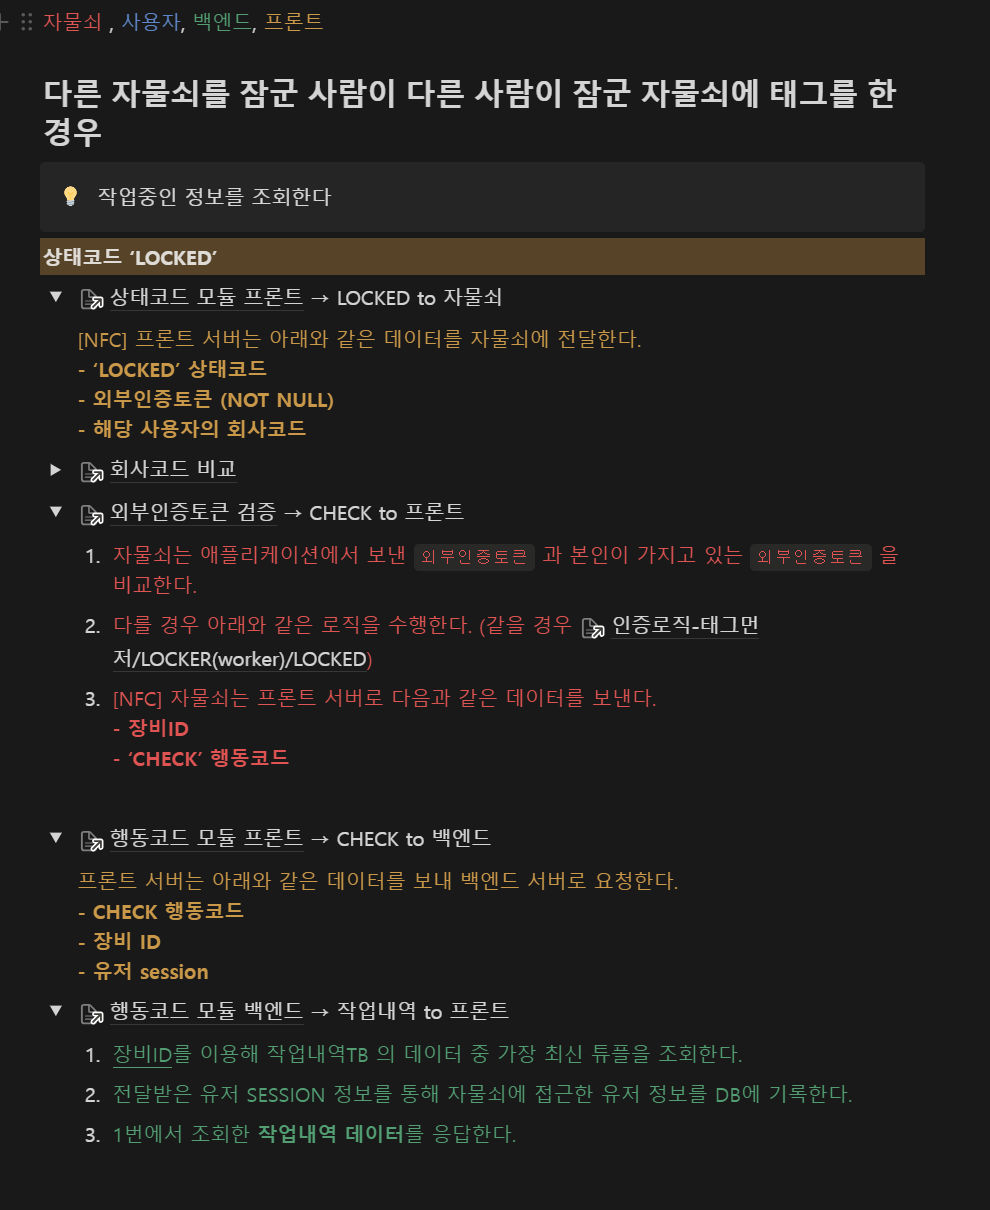 자물쇠 , 사용자, 백엔드, 프론트
다른 자물쇠를 잠군 사람이 다른 사람이 잠군 자물쇠에 태그를 한
경우
작업중인 정보를 조회한다
상태코드 ‘LOCKED’
상태코드 모듈 프론트 → LOCKED to 자물쇠
[NFC] 프론트 서버는 아래와 같은 데이터를 자물쇠에 전달한다.
- ‘LOCKED’ 상태코드
- 외부인증토큰 (NOT NULL)
- 해당 사용자의 회사코드
회사코드 비교
외부인증토큰 검증 → CHECK to 프론트
1. 자물쇠는 애플리케이션에서 보낸 외부인증토큰 과 본인이 가지고 있는 외부인증토큰 을
비교한다.
2. 다를 경우 아래와 같은 로직을 수행한다. (같을 경우 인증로직-태그먼
저/LOCKER(worker)/LOCKED)
3. [NFC] 자물쇠는 프론트 서버로 다음과 같은 데이터를 보낸다.
- 장비ID
- ‘CHECK’ 행동코드
행동코드 모듈 프론트 → CHECK to 백엔드
프론트 서버는 아래와 같은 데이터를 보내 백엔드 서버로 요청한다.
- CHECK 행동코드
- 장비 ID
- 유저 session
행동코드 모듈 백엔드 → 작업내역 to 프론트
1. 장비ID를 이용해 작업내역TB 의 데이터 중 가장 최신 튜플을 조회한다.
2. 전달받은 유저 SESSION 정보를 통해 자물쇠에 접근한 유저 정보를 DB에 기록한다.
3. 1번에서 조회한 작업내역 데이터를 응답한다.